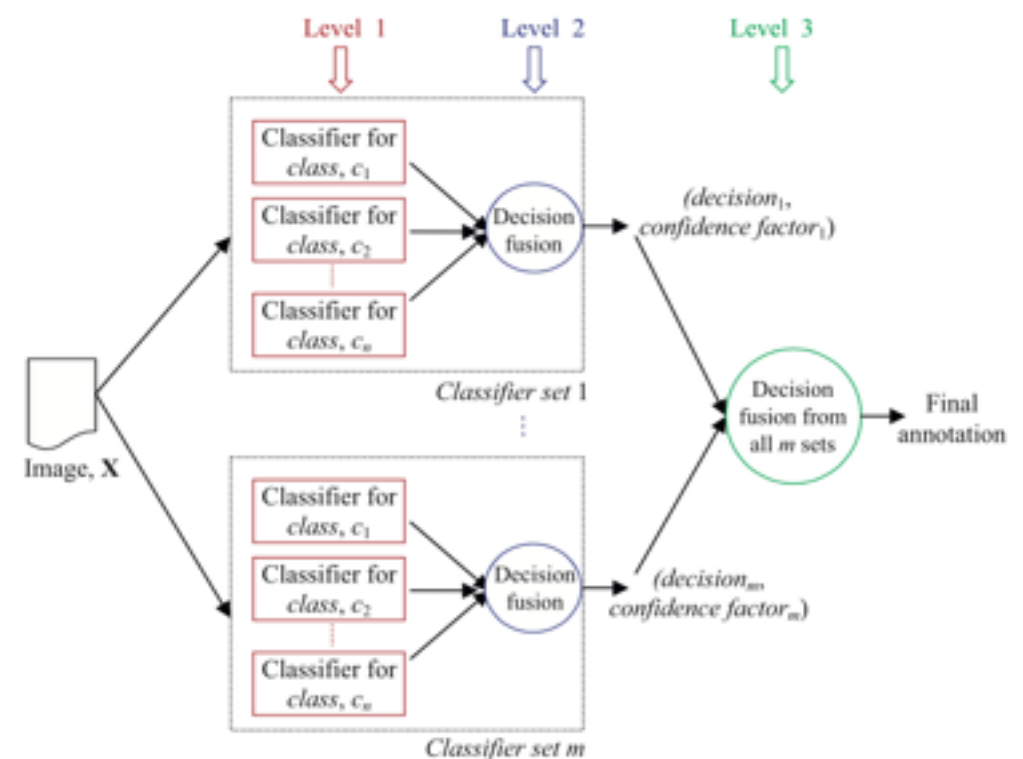 Level 1
Level 2
Level 3
Classifier for
class, c₁
Classifier for
class, c₂
Classifier for
class, cₙ
Decision
fusion
(decision₁,
confidence factor₁)
Classifier set 1
Image, X
Decision
fusion from
all m sets
Final
annotation
Classifier for
class, c₁
Classifier for
class, c₂
Classifier for
class, cₙ
Decision
fusion
(decisionₘ,
confidence factorₘ)
Classifier set m